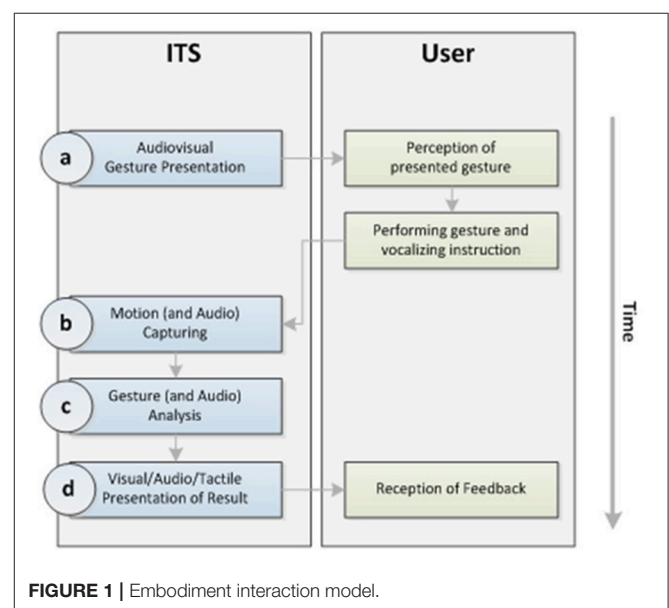 ITS
User
a
Audiovisual
Gesture Presentation
Perception of
presented gesture
Performing gesture and
vocalizing instruction
b
Motion (and Audio)
Capturing
c
Gesture (and Audio)
Analysis
d
Visual/Audio/Tactile
Presentation of Result
Reception of Feedback
Time
FIGURE 1 | Embodiment interaction model.